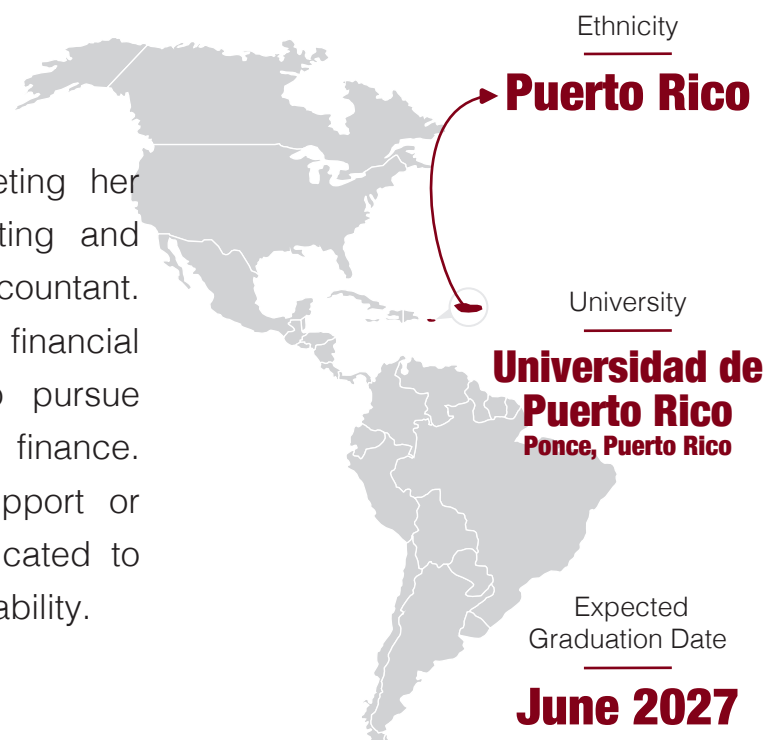 eting her
ting and
countant.
financial
o pursue
finance.
pport or
cated to
ability.
Ethnicity
Puerto Rico
University
Universidad de
Puerto Rico
Ponce, Puerto Rico
Expected
Graduation Date
June 2027